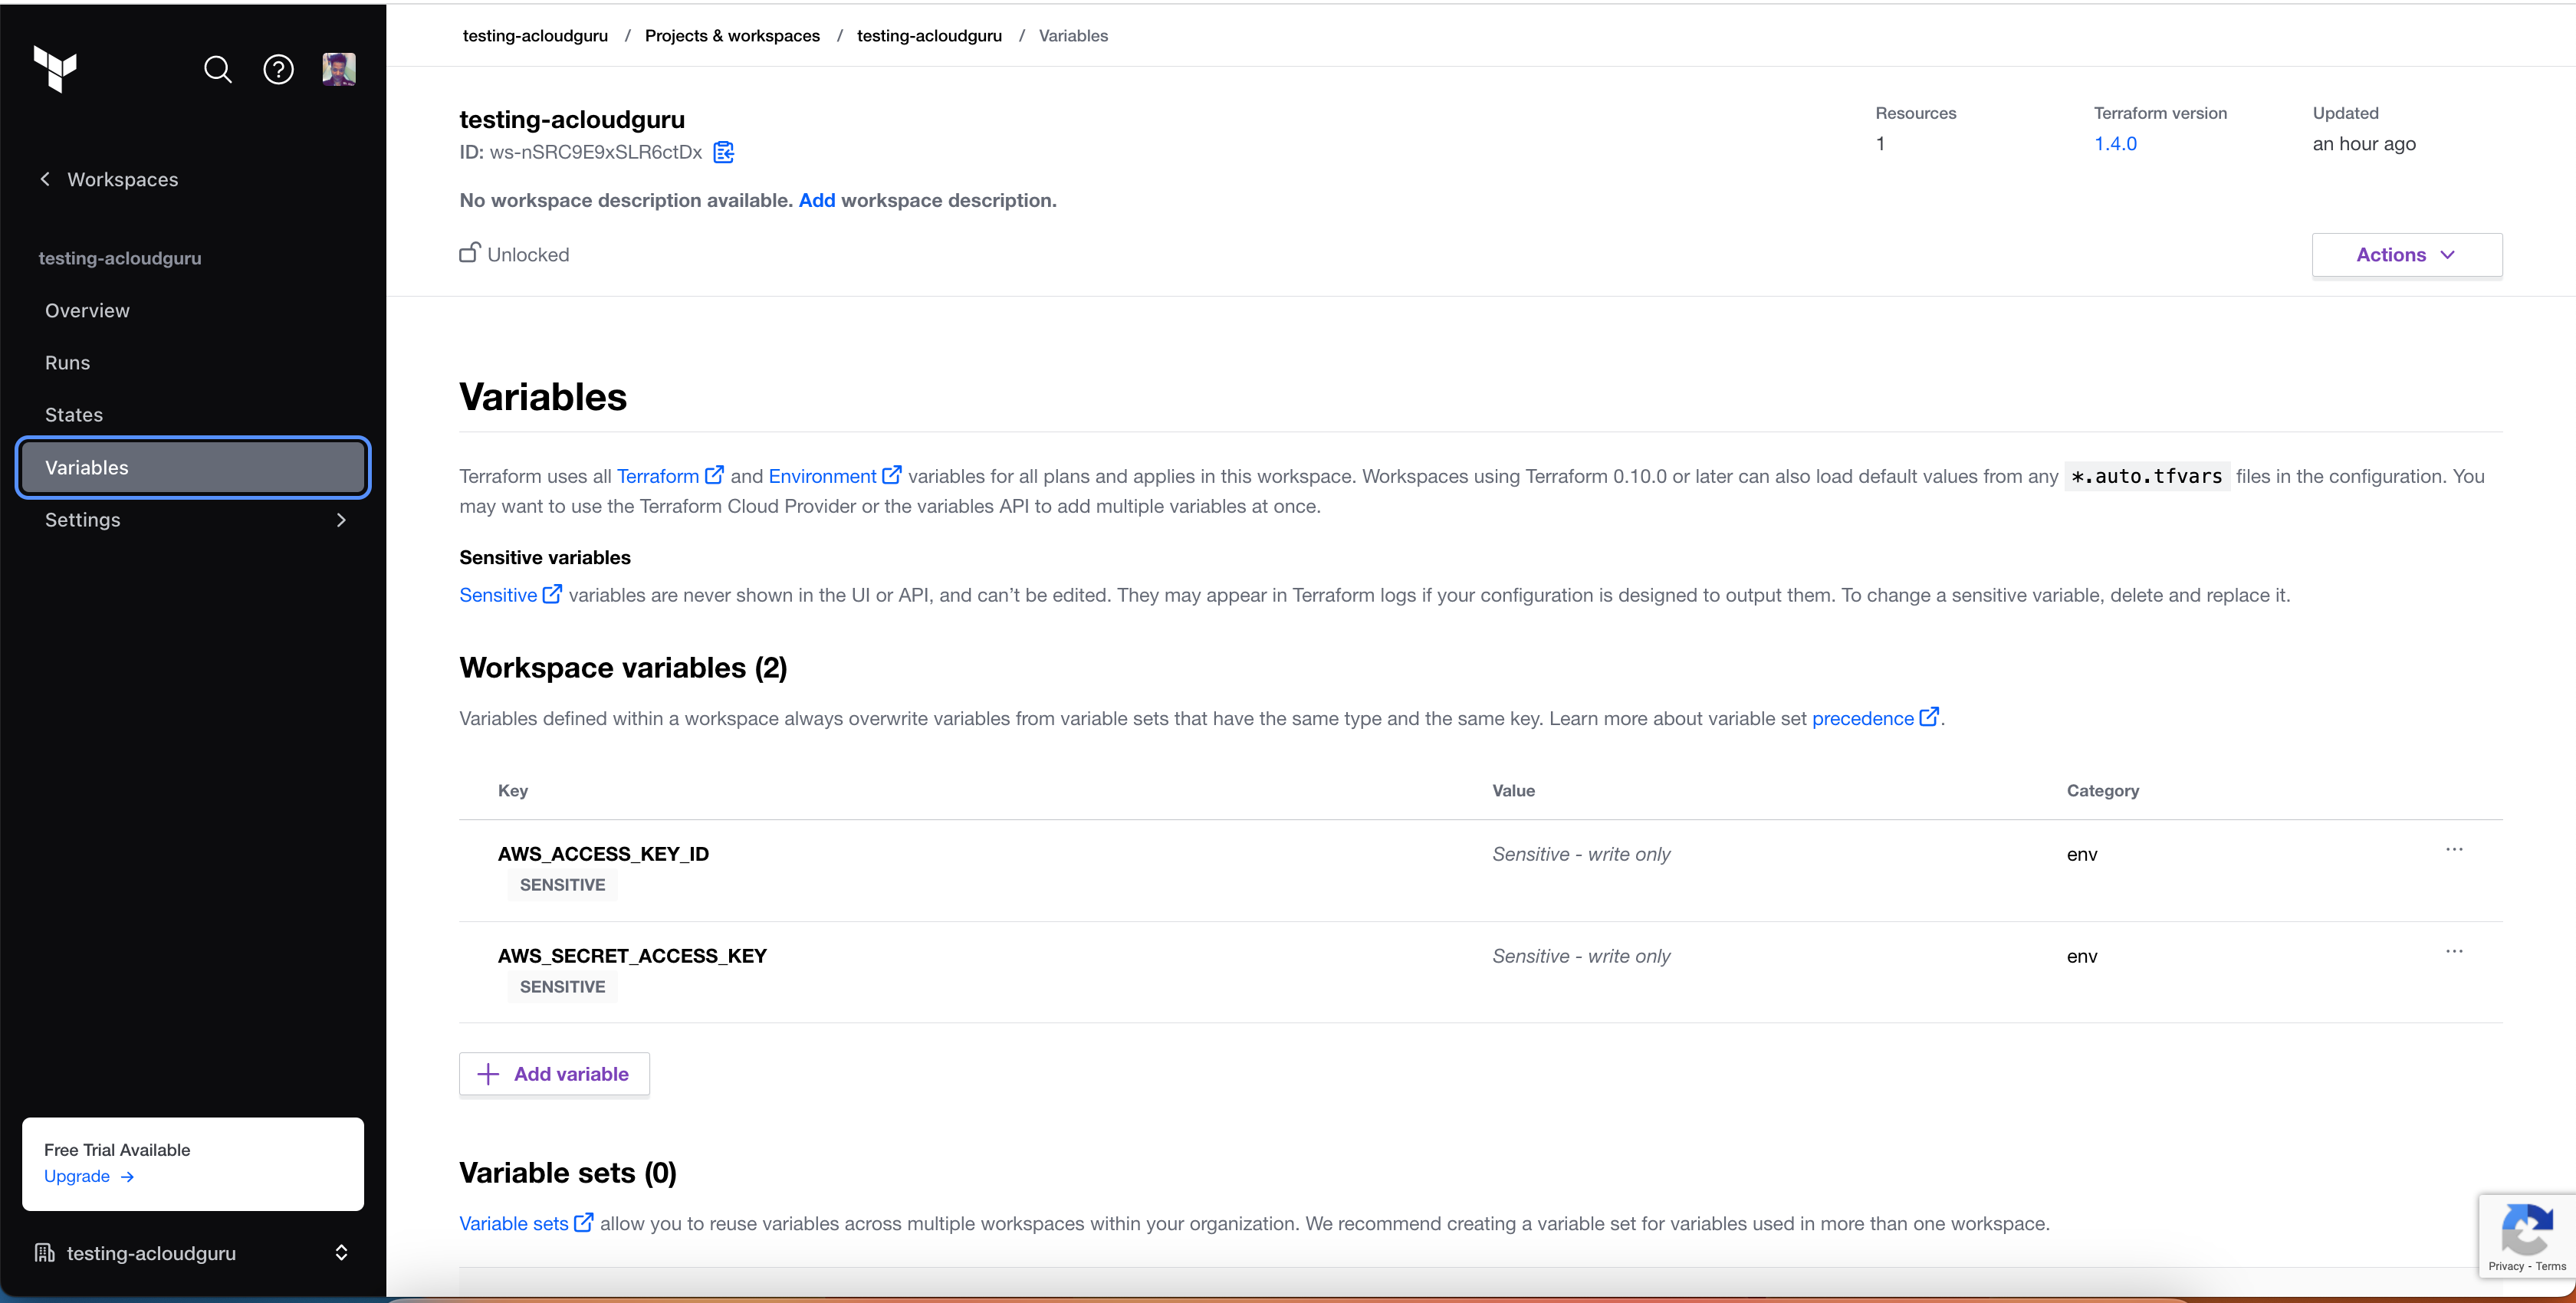 testing-acloudguru / Projects & workspaces / testing-acloudguru / Variables
Workspaces
testing-acloudguru
Overview
Runs
States
Variables
Settings
Free Trial Available
Upgrade →
testing-acloudguru
testing-acloudguru
ID: ws-nSRC9E9xSLR6ctDx
No workspace description available. Add workspace description.
Unlocked
Resources
1
Terraform version
1.4.0
Updated
an hour ago
Actions
Variables
Terraform uses all Terraform and Environment variables for all plans and applies in this workspace. Workspaces using Terraform 0.10.0 or later can also load default values from any *.auto.tfvars files in the configuration. You
may want to use the Terraform Cloud Provider or the variables API to add multiple variables at once.
Sensitive variables
Sensitive variables are never shown in the UI or API, and can’t be edited. They may appear in Terraform logs if your configuration is designed to output them. To change a sensitive variable, delete and replace it.
Workspace variables (2)
Variables defined within a workspace always overwrite variables from variable sets that have the same type and the same key. Learn more about variable set precedence.
Key Value Category
AWS_ACCESS_KEY_ID Sensitive - write only env ...
SENSITIVE
AWS_SECRET_ACCESS_KEY Sensitive - write only env ...
SENSITIVE
+ Add variable
Variable sets (0)
Variable sets allow you to reuse variables across multiple workspaces within your organization. We recommend creating a variable set for variables used in more than one workspace.
Privacy - Terms